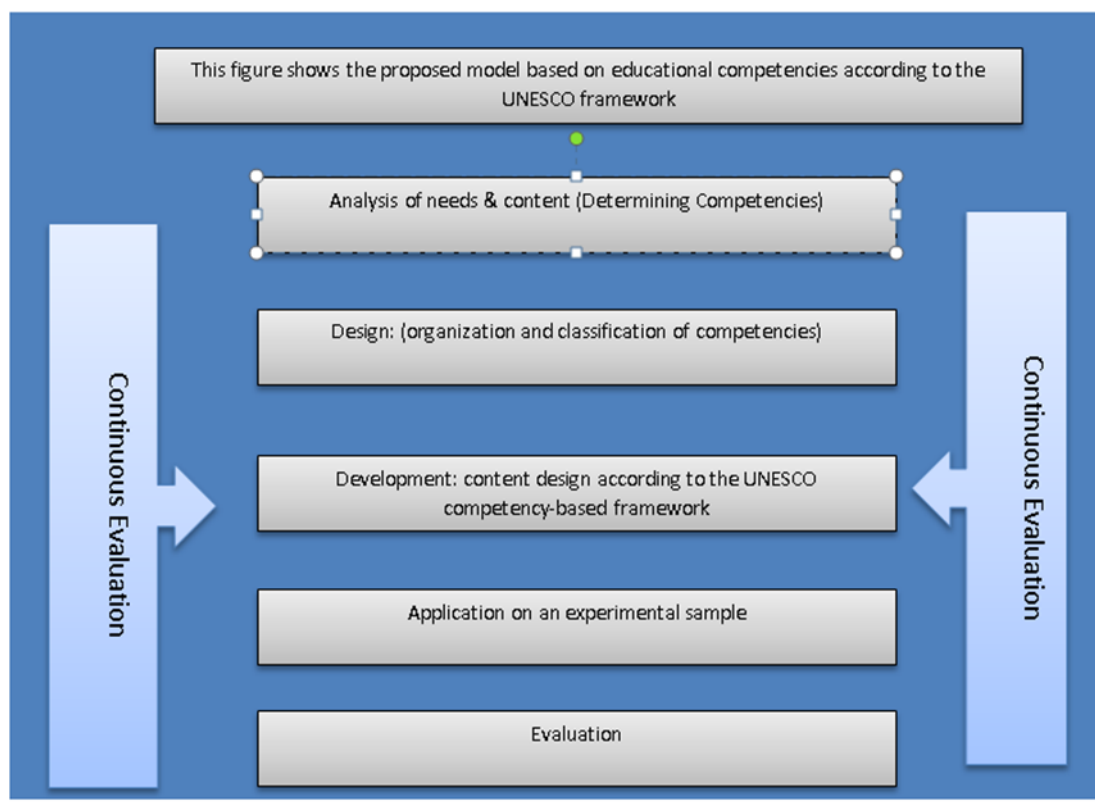 This figure shows the proposed model based on educational competencies according to the
UNESCO framework
Analysis of needs & content (Determining Competencies)
Design: (organization and classification of competencies)
Continuous Evaluation
Continuous Evaluation
Development: content design according to the UNESCO
competency-based framework
Application on an experimental sample
Evaluation